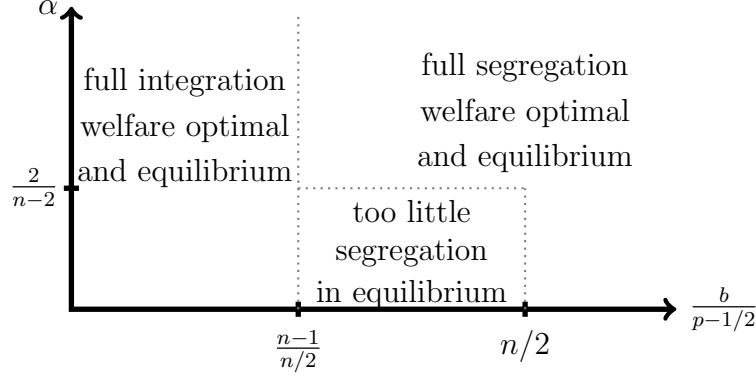 α
full integration
welfare optimal
and equilibrium
full segregation
welfare optimal
and equilibrium
2/(n−2)
too little
segregation
in equilibrium
(n−1)/(n/2)
n/2
b/(p−1/2)